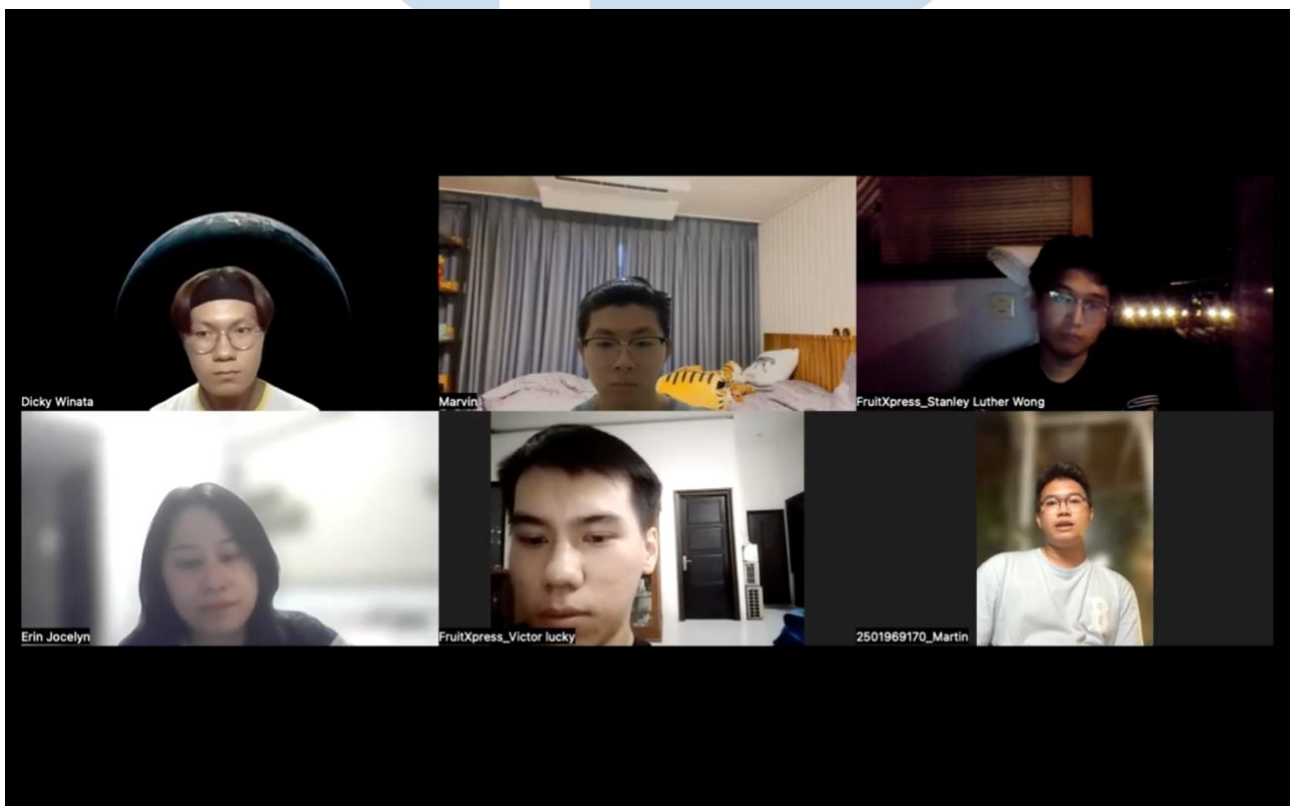 Dicky Winata
Marvin
FruitXpress_Stanley Luther Wong
Erin Jocelyn
FruitXpress_Victor lucky
2501969170_Martin